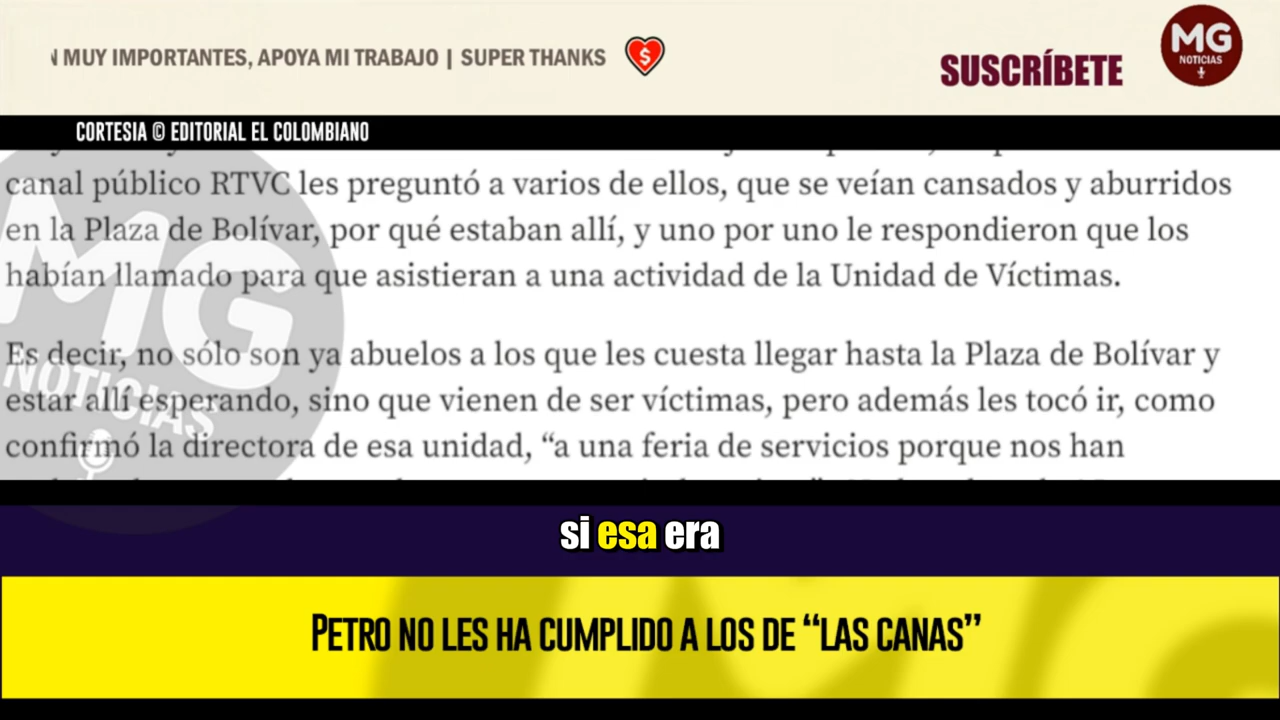 MUY IMPORTANTES, APOYA MI TRABAJO | SUPER THANKS
SUSCRÍBETE
MG
NOTICIAS
CORTESIA © EDITORIAL EL COLOMBIANO
canal público RTVC les preguntó a varios de ellos, que se veían cansados y aburridos
en la Plaza de Bolívar, por qué estaban allí, y uno por uno le respondieron que los
habían llamado para que asistieran a una actividad de la Unidad de Víctimas.
Es decir, no sólo son ya abuelos a los que les cuesta llegar hasta la Plaza de Bolívar y
estar allí esperando, sino que vienen de ser víctimas, pero además les tocó ir, como
confirmó la directora de esa unidad, “a una feria de servicios porque nos han
MG
NOTICIAS
si esa era
PETRO NO LES HA CUMPLIDO A LOS DE “LAS CANAS”